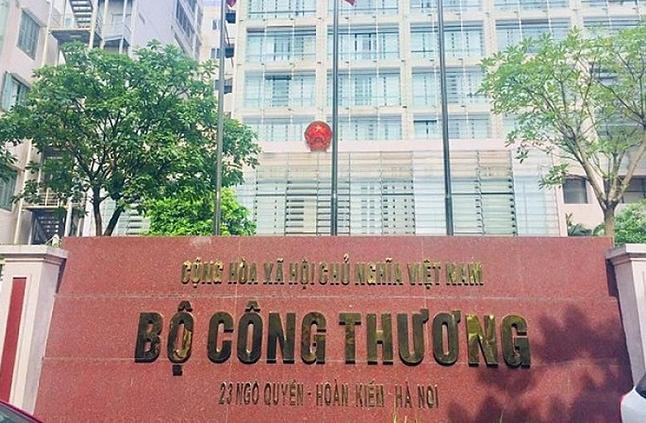 CỘNG HÒA XÃ HỘI CHỦ NGHĨA VIỆT NAM
BỘ CÔNG THƯƠNG
23 NGÔ QUYỀN - HOÀN KIẾM - HÀ NỘI